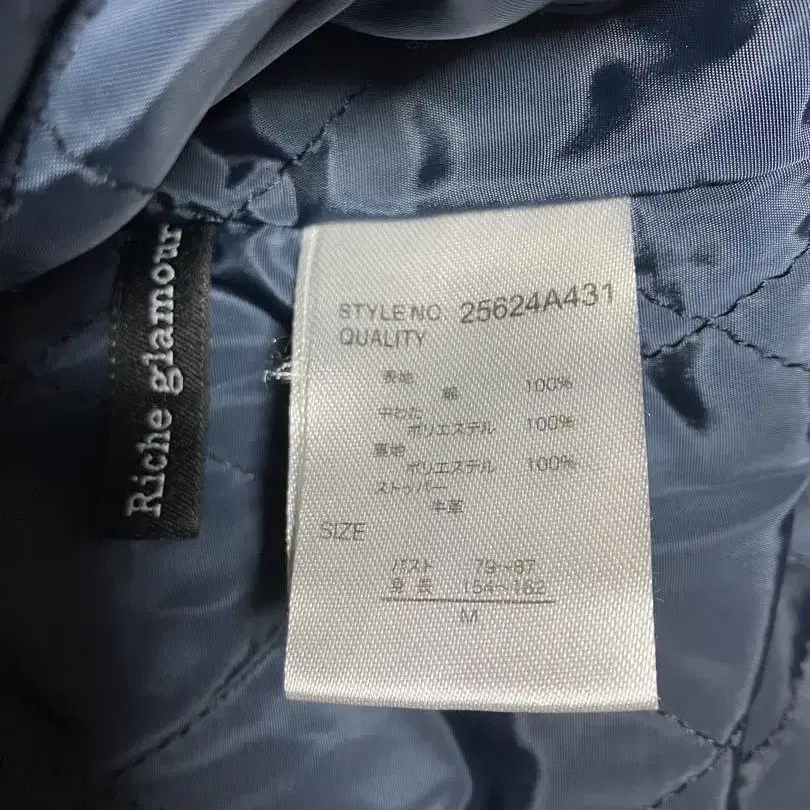 Riche glamour
STYLE NO. 25624A431
QUALITY
表地
綿 100%
中わた
ポリエステル 100%
裏地
ポリエステル 100%
ストッパー
牛革
SIZE
バスト 79～87
身長 154～162
M